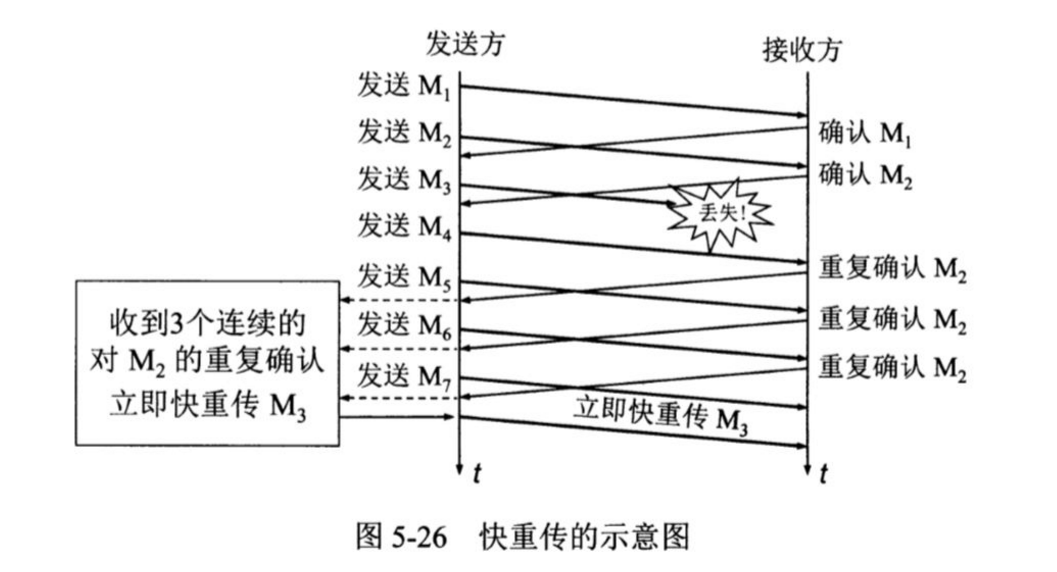 发送方
接收方
发送 M₁
发送 M₂
发送 M₃
发送 M₄
发送 M₅
发送 M₆
发送 M₇
确认 M₁
确认 M₂
丢失!
重复确认 M₂
重复确认 M₂
重复确认 M₂
收到3个连续的
对 M₂ 的重复确认
立即快重传 M₃
立即快重传 M₃
t
t
图 5-26 快重传的示意图